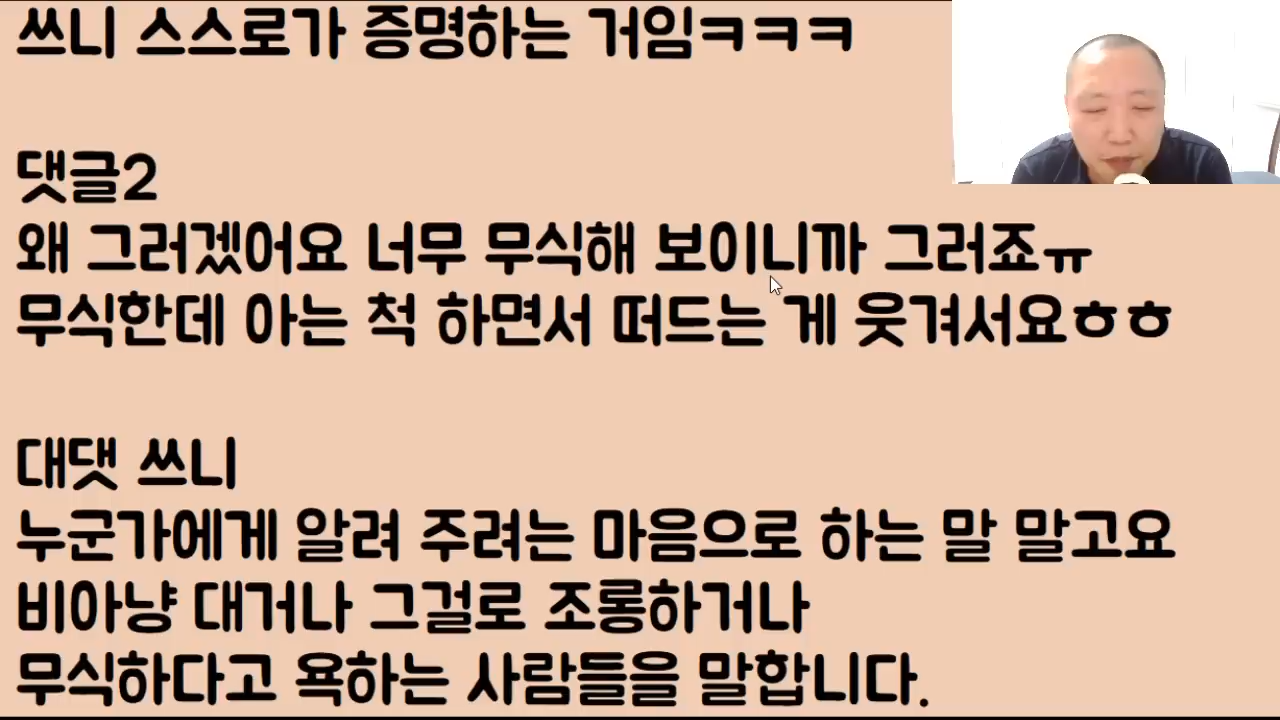 쓰니 스스로가 증명하는 거임ㅋㅋㅋ
댓글2
왜 그러겠어요 너무 무식해 보이니까 그러죠ㅠ
무식한데 아는 척 하면서 떠드는 게 웃겨서요ㅎㅎ
대댓 쓰니
누군가에게 알려 주려는 마음으로 하는 말 말고요
비아냥 대거나 그걸로 조롱하거나
무식하다고 욕하는 사람들을 말합니다.